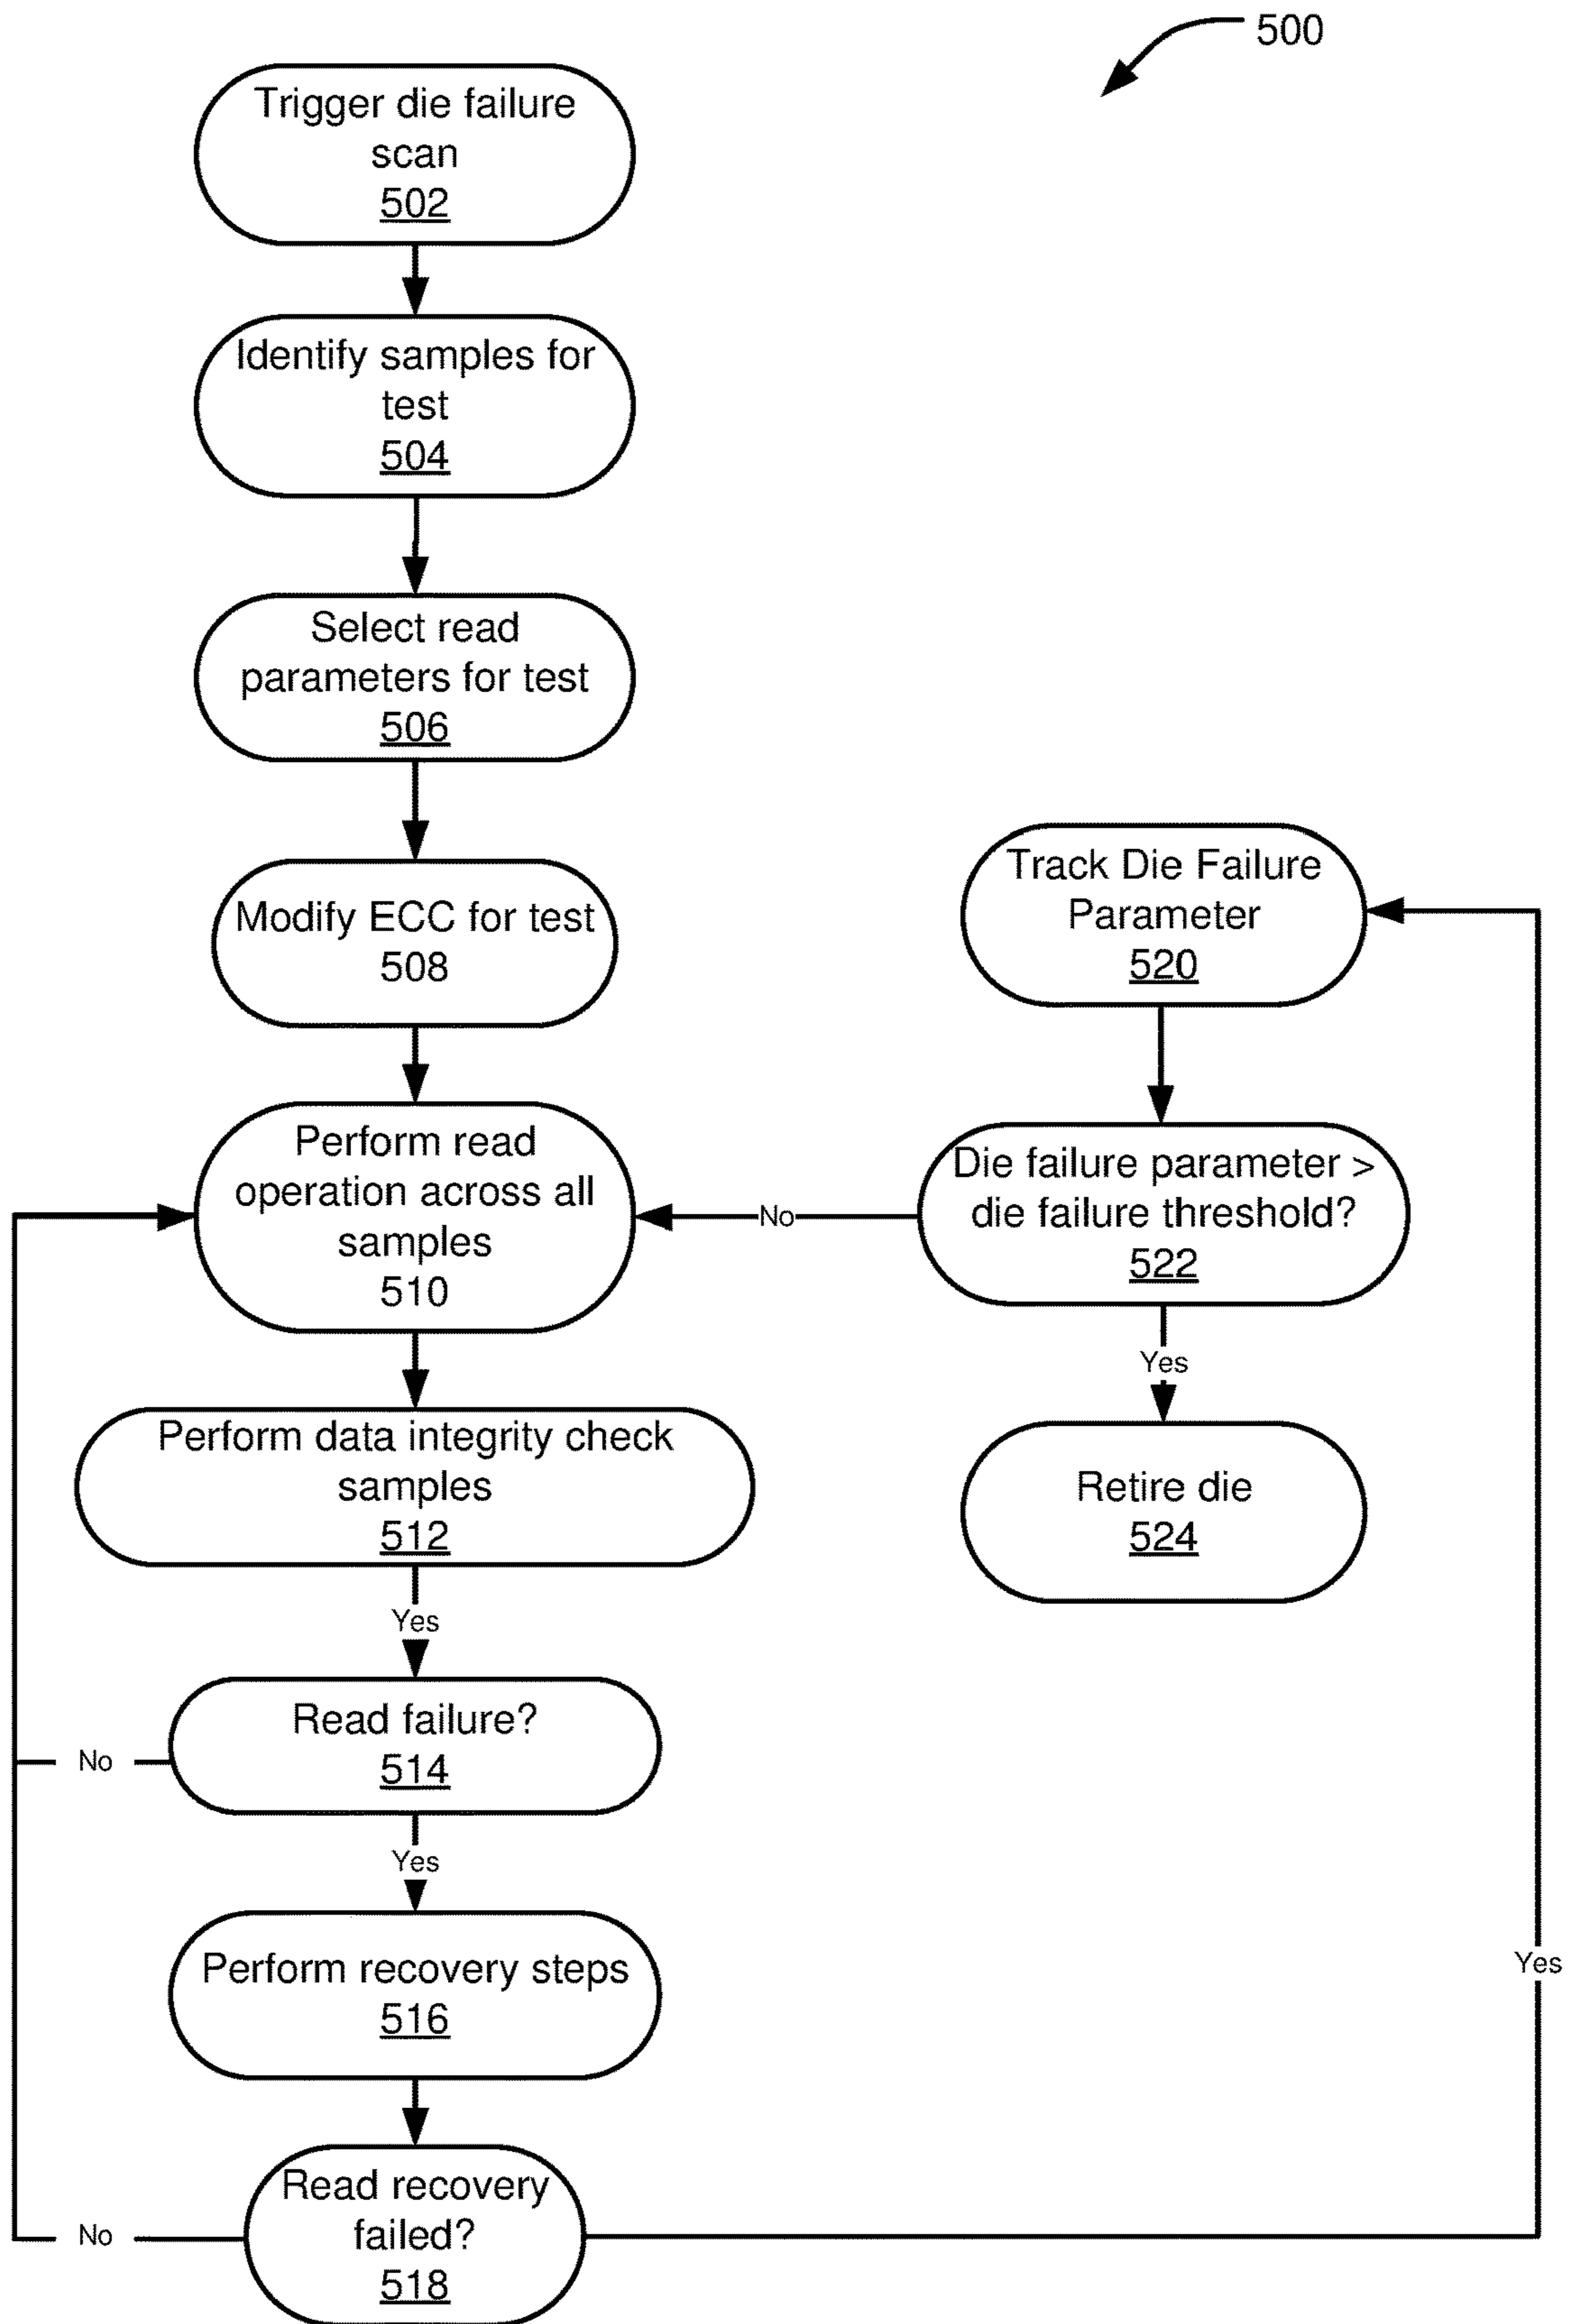 500
Trigger die failure
scan
502
Identify samples for
test
504
Select read
parameters for test
506
Modify ECC for test
508
Perform read
operation across all
samples
510
Perform data integrity check
samples
512
Yes
Read failure?
514
No
Yes
Perform recovery steps
516
Read recovery
failed?
518
No
Yes
Track Die Failure
Parameter
520
Die failure parameter >
die failure threshold?
522
No
Yes
Retire die
524